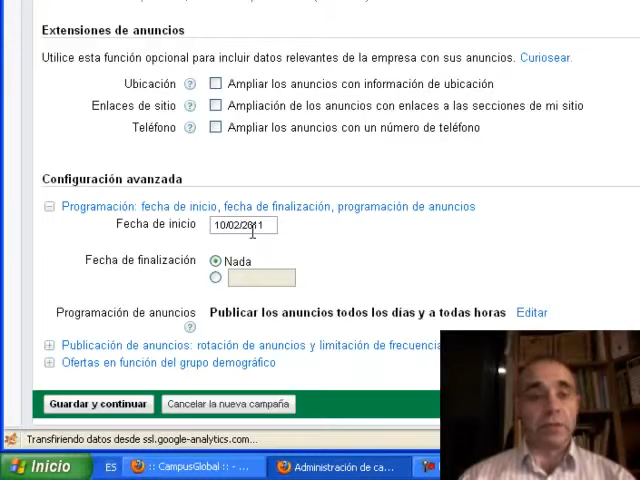 Extensiones de anuncios
Utilice esta función opcional para incluir datos relevantes de la empresa con sus anuncios. Curiosear.
Ubicación ? Ampliar los anuncios con información de ubicación
Enlaces de sitio ? Ampliación de los anuncios con enlaces a las secciones de mi sitio
Teléfono ? Ampliar los anuncios con un número de teléfono
Configuración avanzada
Programación: fecha de inicio, fecha de finalización, programación de anuncios
Fecha de inicio 10/02/2011
Fecha de finalización Nada
Programación de anuncios Publicar los anuncios todos los días y a todas horas Editar
?
Publicación de anuncios: rotación de anuncios y limitación de frecuencia
Ofertas en función del grupo demográfico
Guardar y continuar Cancelar la nueva campaña
Transfiriendo datos desde ssl.google-analytics.com...
Inicio ES :: CampusGlobal :: - ... Administración de ca...